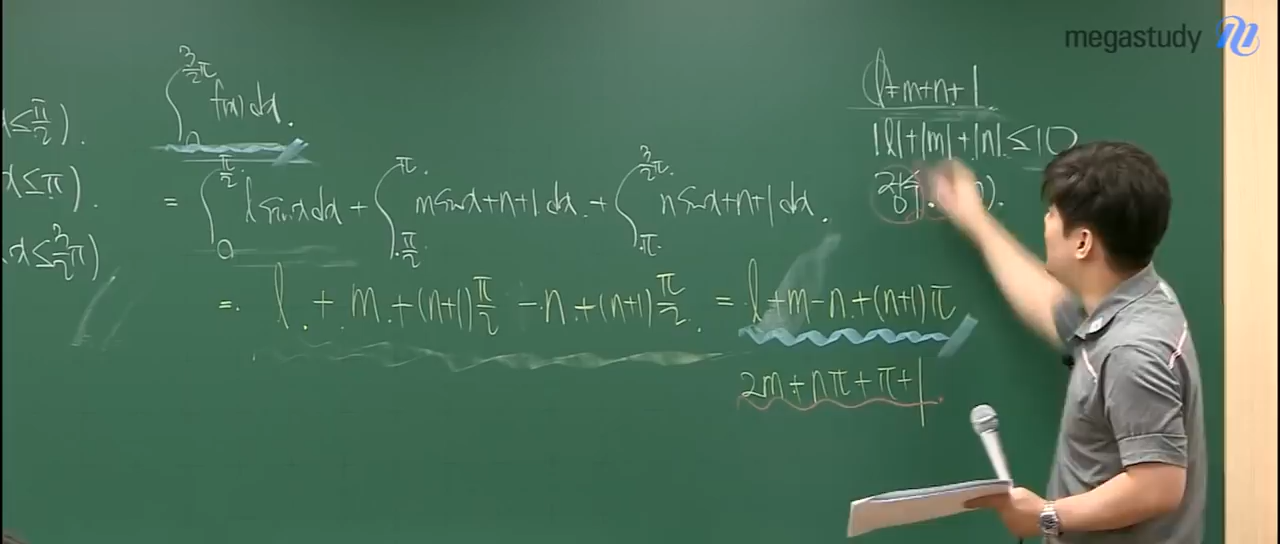 megastudy
x≤π/2).
x≤π)
x≤3/2π)
∫₀^{3/2π} f(x)dx.
= ∫₀^{π/2} l sinx dx + ∫_{π/2}^{π} m sinx+n+1 dx + ∫_{π}^{3/2π} n sinx+n+1 dx.
= l + m + (n+1)π/2 - n + (n+1)π/2 = l+m-n+(n+1)π
2m+nπ+π+1
l=m+n+1
|l|+|m|+|n|≤10